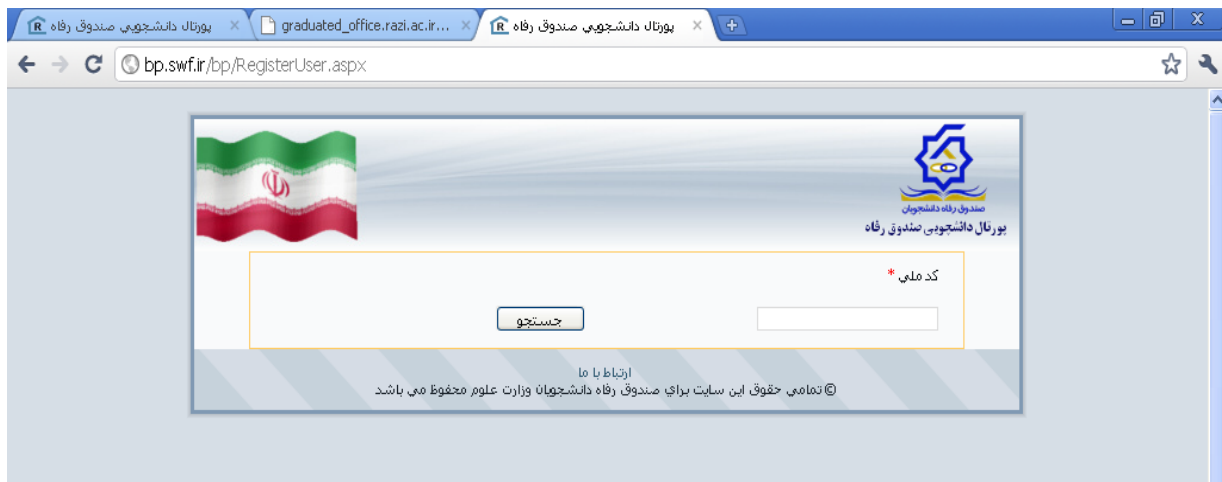 پورتال دانشجويي صندوق رفاه
graduated_office.razi.ac.ir...
پورتال دانشجويي صندوق رفاه
bp.swf.ir/bp/RegisterUser.aspx
صندوق رفاه دانشجویان
پورتال دانشجویی صندوق رفاه
کد ملي *
جستجو
ارتباط با ما
© تمامي حقوق اين سايت براي صندوق رفاه دانشجويان وزارت علوم محفوظ مي باشد